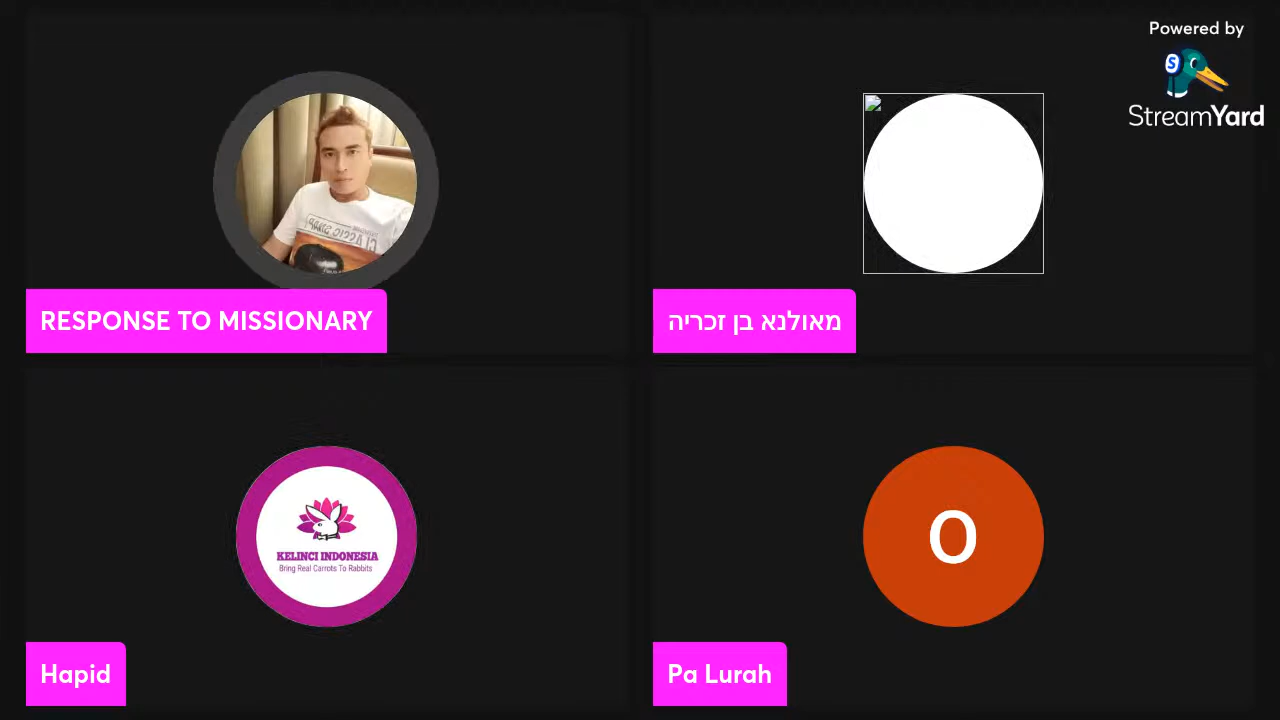 Powered by
StreamYard
RESPONSE TO MISSIONARY
מאולנא בן זכריה
KELINCI INDONESIA
Bring Real Carrots To Rabbits
O
Hapid
Pa Lurah